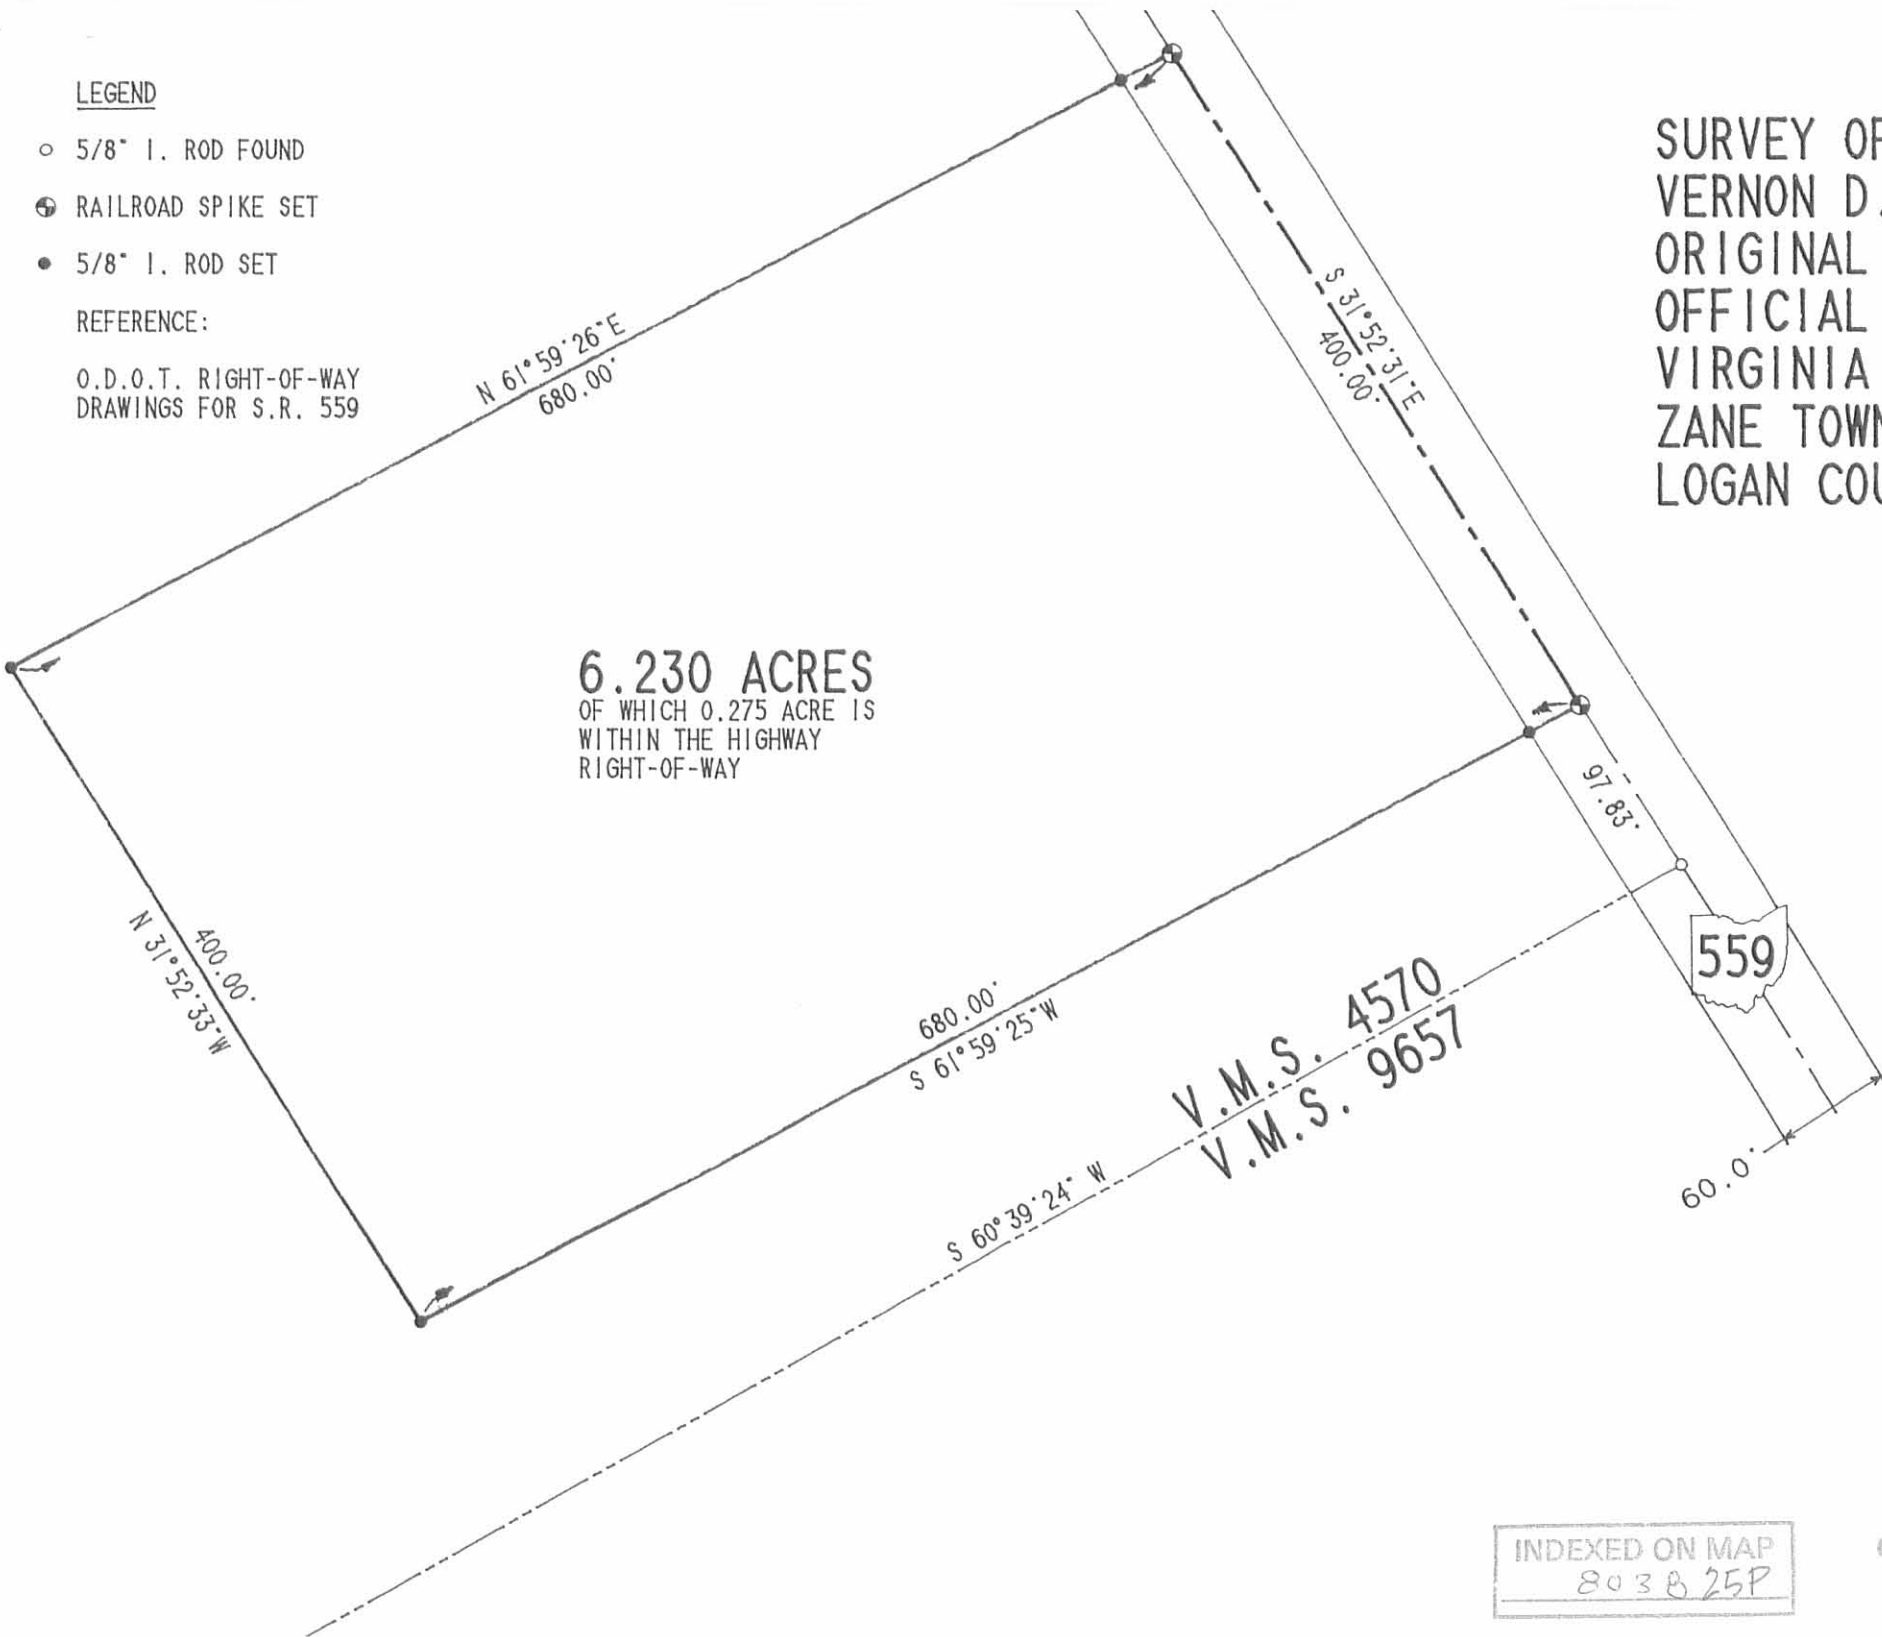 LEGEND
5/8" I. ROD FOUND
RAILROAD SPIKE SET
5/8" I. ROD SET
REFERENCE:
O.D.O.T. RIGHT-OF-WAY
DRAWINGS FOR S.R. 559
SURVEY OF
VERNON D.
ORIGINAL
OFFICIAL
VIRGINIA
ZANE TOWN
LOGAN COU
N 61°59'26"E
680.00'
S 31°52'31"E
400.00'
6.230 ACRES
OF WHICH 0.275 ACRE IS
WITHIN THE HIGHWAY
RIGHT-OF-WAY
97.83'
400.00'
N 31°52'33"W
680.00'
S 61°59'25"W
559
V.M.S. 4570
V.M.S. 9657
S 60°39'24" W
60.0'
INDEXED ON MAP
803 B 25P